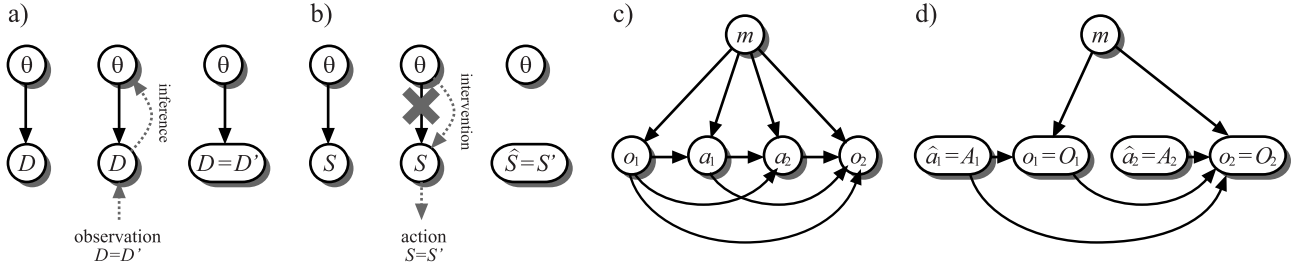 a)
θ θ θ
D D D=D'
inference
observation
D=D'
b)
θ θ θ
S S Ŝ=S'
intervention
action
S=S'
c)
m
o₁ a₁ a₂ o₂
d)
m
â₁=A₁ o₁=O₁ â₂=A₂ o₂=O₂